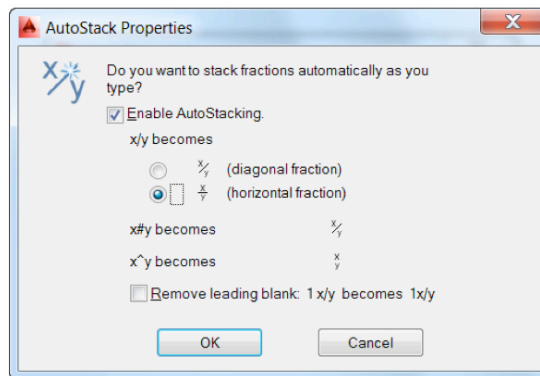 AutoStack Properties
x/y
Do you want to stack fractions automatically as you
type?
Enable AutoStacking.
x/y becomes
x/y (diagonal fraction)
x/y (horizontal fraction)
x#y becomes x/y
x^y becomes x y
Remove leading blank: 1 x/y becomes 1x/y
OK Cancel